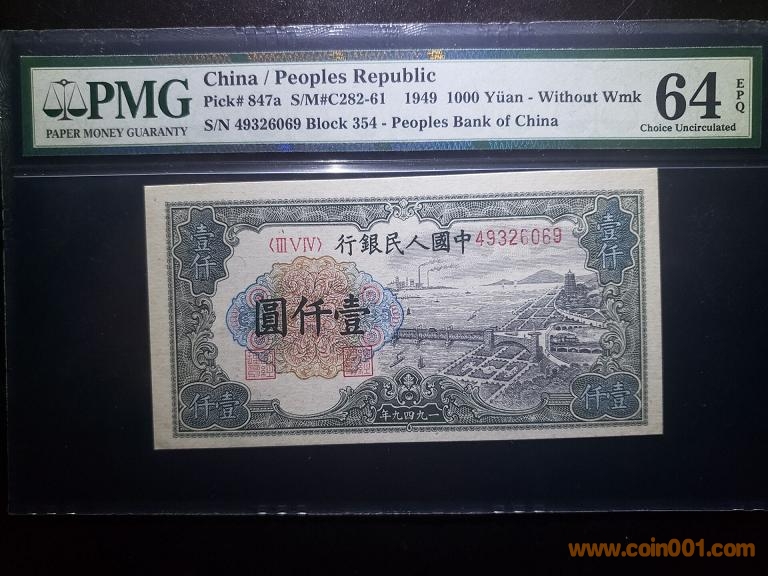 PMG
PAPER MONEY GUARANTY
China / Peoples Republic
Pick# 847a S/M#C282-61 1949 1000 Yüan - Without Wmk
S/N 49326069 Block 354 - Peoples Bank of China
64
EPQ
Choice Uncirculated
壹仟
壹仟
〈III V IV〉
行銀民人國中
49326069
圓仟壹
仟壹
年九四九一
仟壹
www.coin001.com